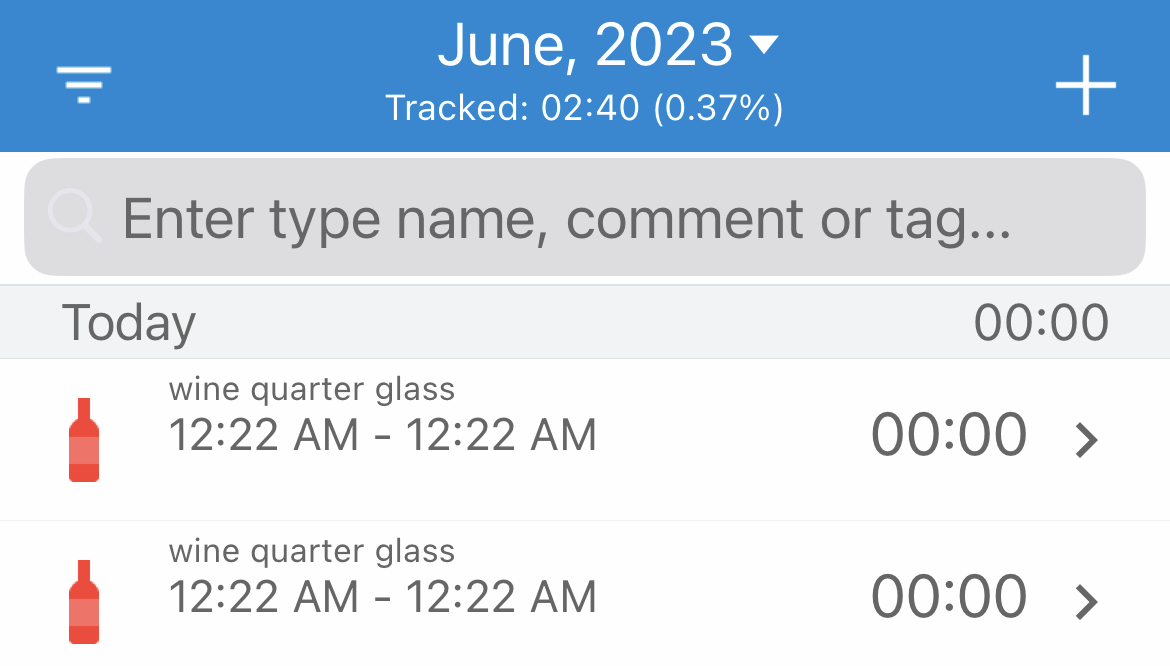 June, 2023
Tracked: 02:40 (0.37%)
Enter type name, comment or tag...
Today 00:00
wine quarter glass
12:22 AM - 12:22 AM 00:00
wine quarter glass
12:22 AM - 12:22 AM 00:00